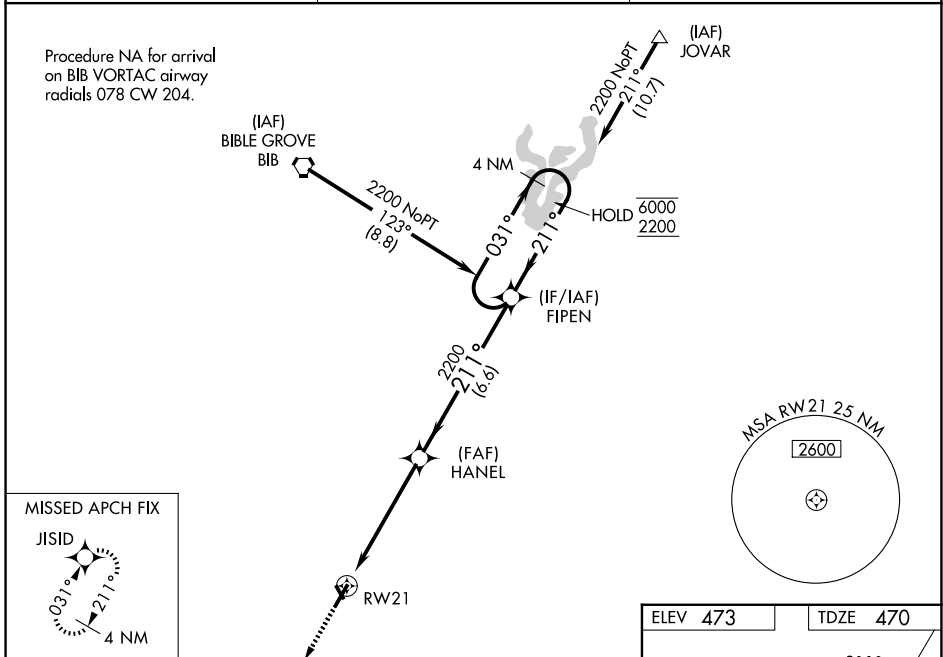 Procedure NA for arrival
on BIB VORTAC airway
radials 078 CW 204.
(IAF)
JOVAR
2200 NoPT
211°
(10.7)
(IAF)
BIBLE GROVE
BIB
4 NM
2200 NoPT
123°
(8.8)
HOLD 6000
2200
031°
211°
(IF/IAF)
FIPEN
2200
211°
(6.6)
(FAF)
HANEL
MSA RW21 25 NM
2600
MISSED APCH FIX
JISID
031°
211°
4 NM
RW21
ELEV 473
TDZE 470